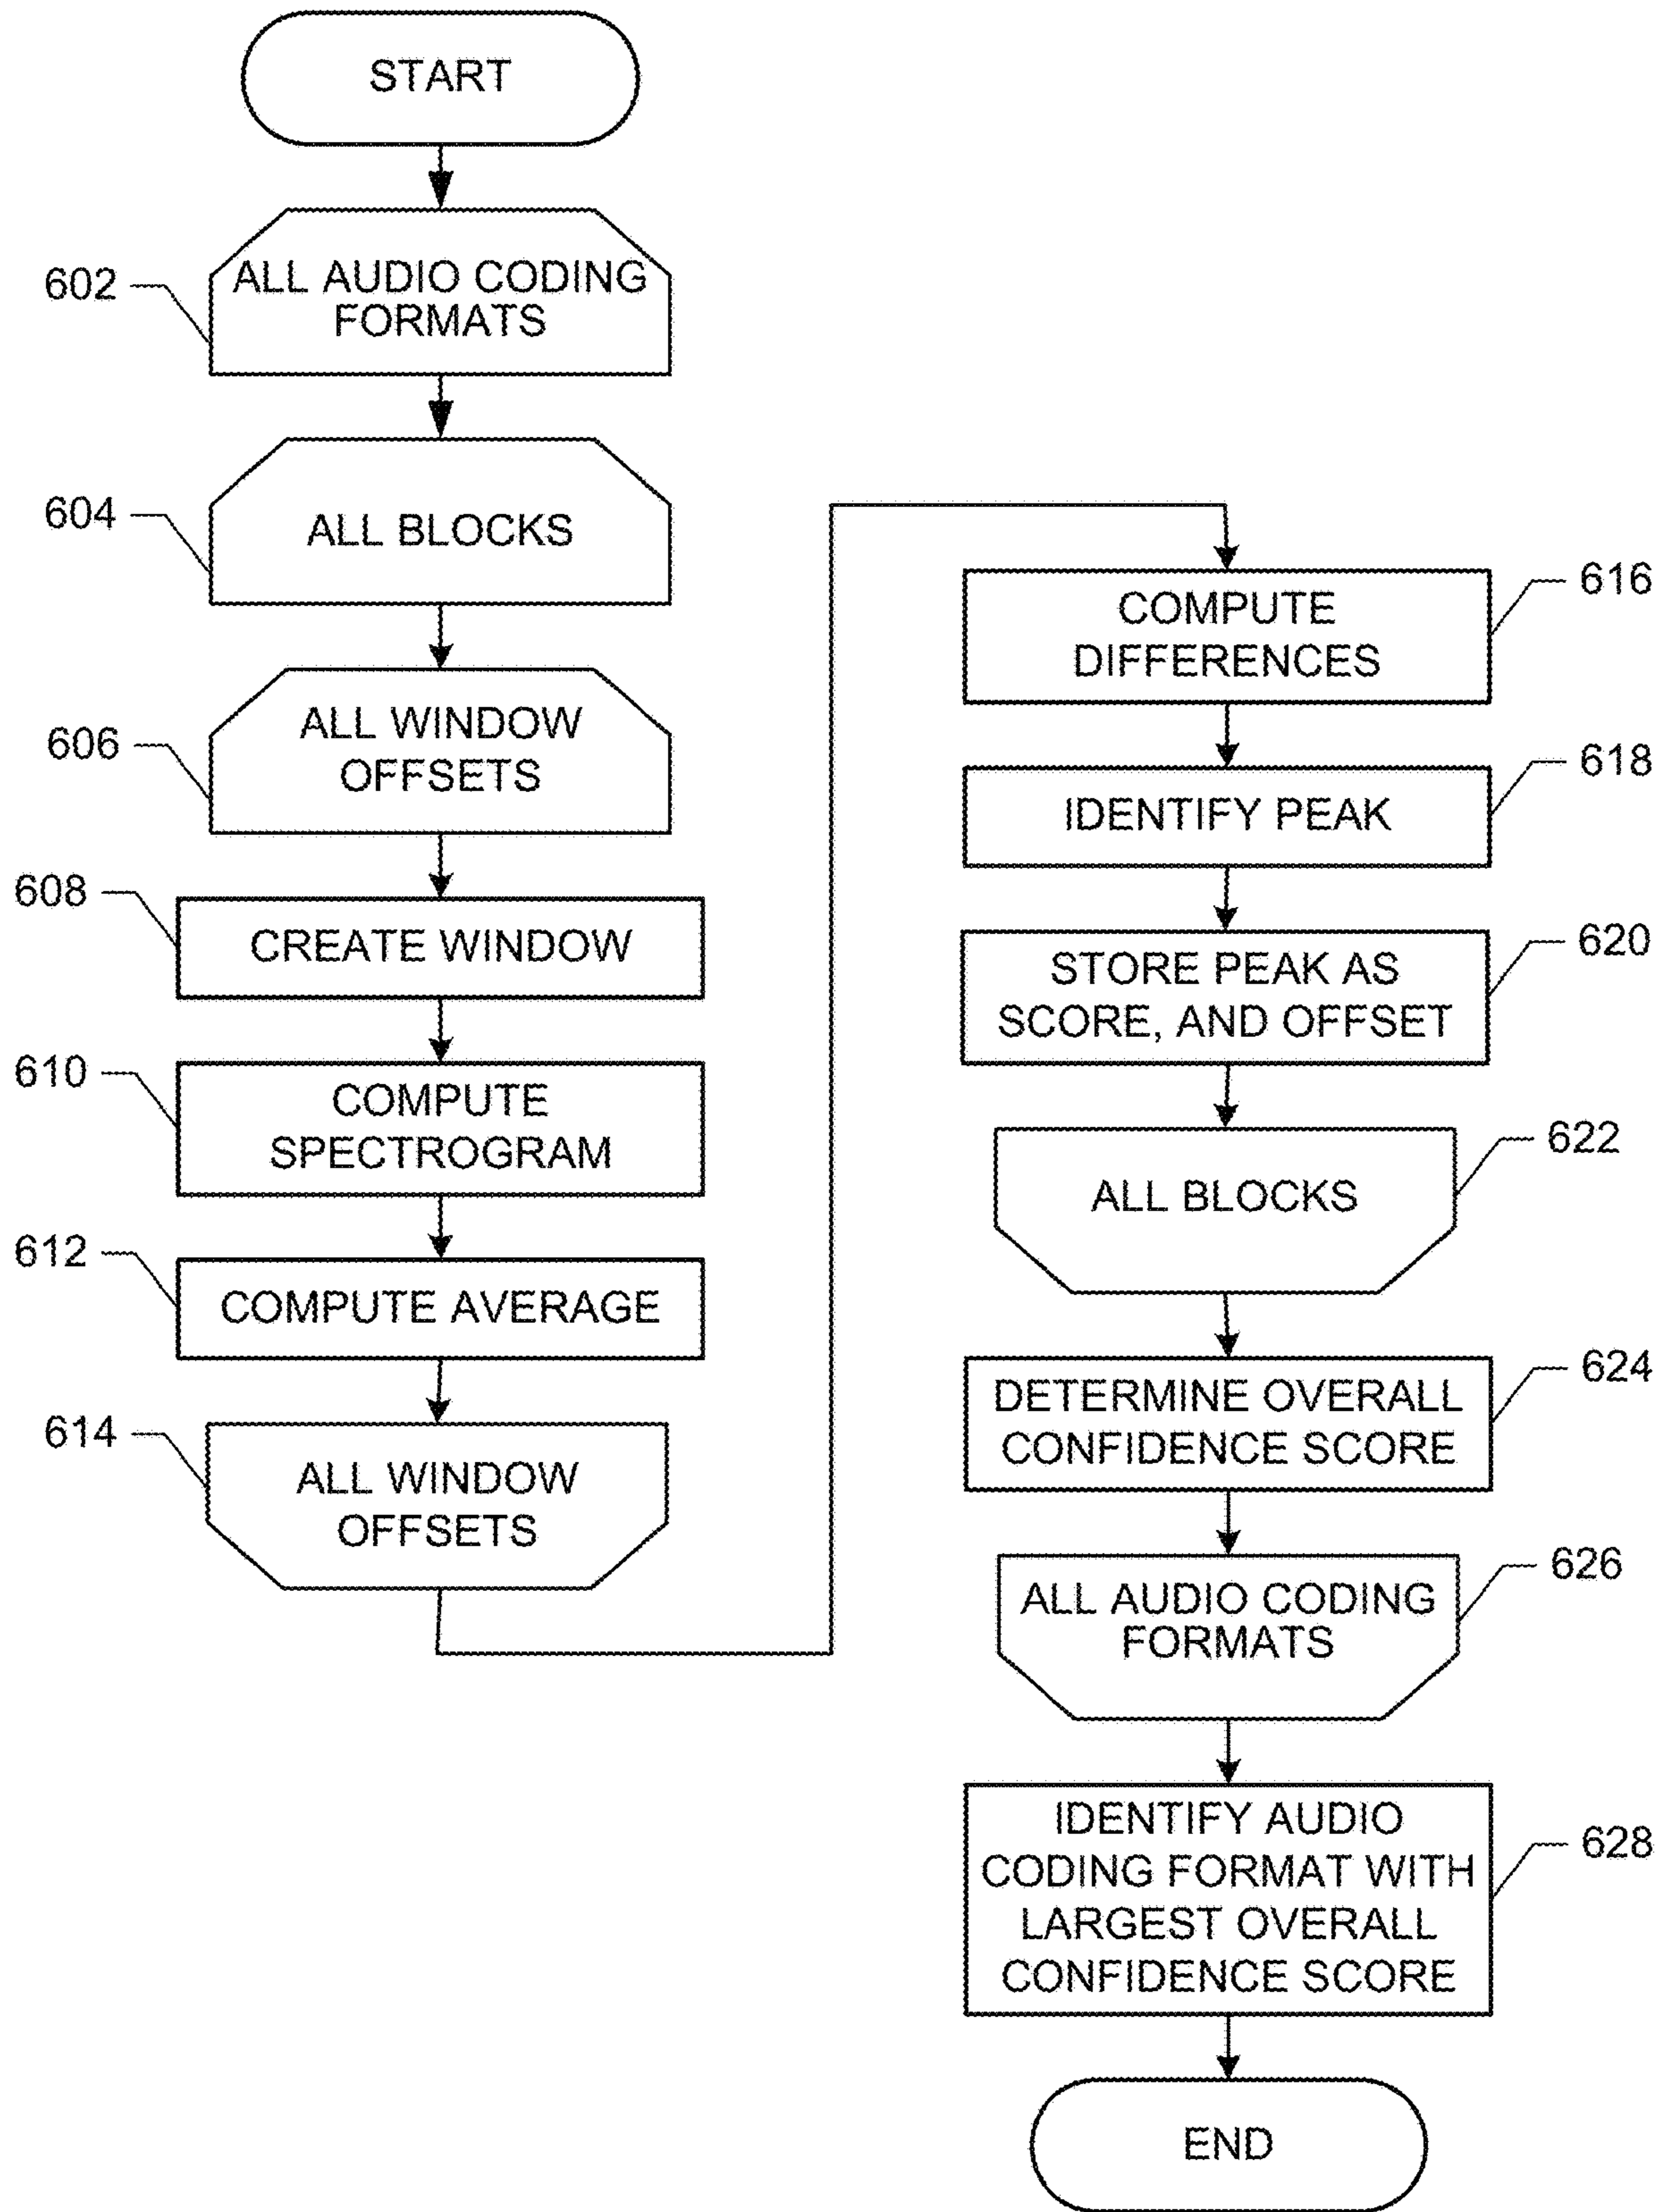 START
602
ALL AUDIO CODING
FORMATS
604
ALL BLOCKS
606
ALL WINDOW
OFFSETS
608
CREATE WINDOW
610
COMPUTE
SPECTROGRAM
612
COMPUTE AVERAGE
614
ALL WINDOW
OFFSETS
616
COMPUTE
DIFFERENCES
618
IDENTIFY PEAK
620
STORE PEAK AS
SCORE, AND OFFSET
622
ALL BLOCKS
624
DETERMINE OVERALL
CONFIDENCE SCORE
626
ALL AUDIO CODING
FORMATS
628
IDENTIFY AUDIO
CODING FORMAT WITH
LARGEST OVERALL
CONFIDENCE SCORE
END